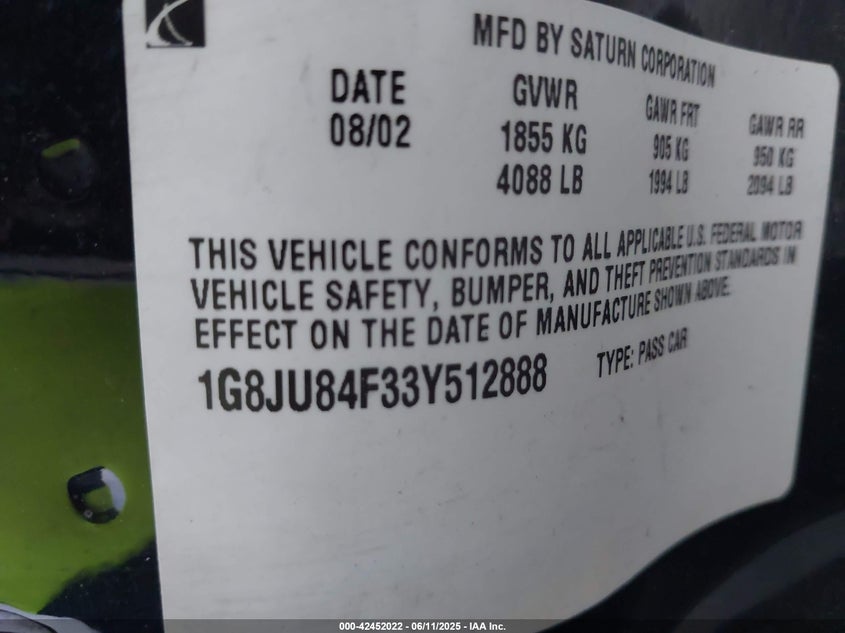 MFD BY SATURN CORPORATION
DATE GVWR GAWR FRT GAWR RR
08/02 1855 KG 905 KG 950 KG
4088 LB 1994 LB 2094 LB
THIS VEHICLE CONFORMS TO ALL APPLICABLE U.S. FEDERAL MOTOR
VEHICLE SAFETY, BUMPER, AND THEFT PREVENTION STANDARDS IN
EFFECT ON THE DATE OF MANUFACTURE SHOWN ABOVE.
1G8JU84F33Y512888 TYPE: PASS CAR
000-42452022 - 06/11/2025 - IAA Inc.